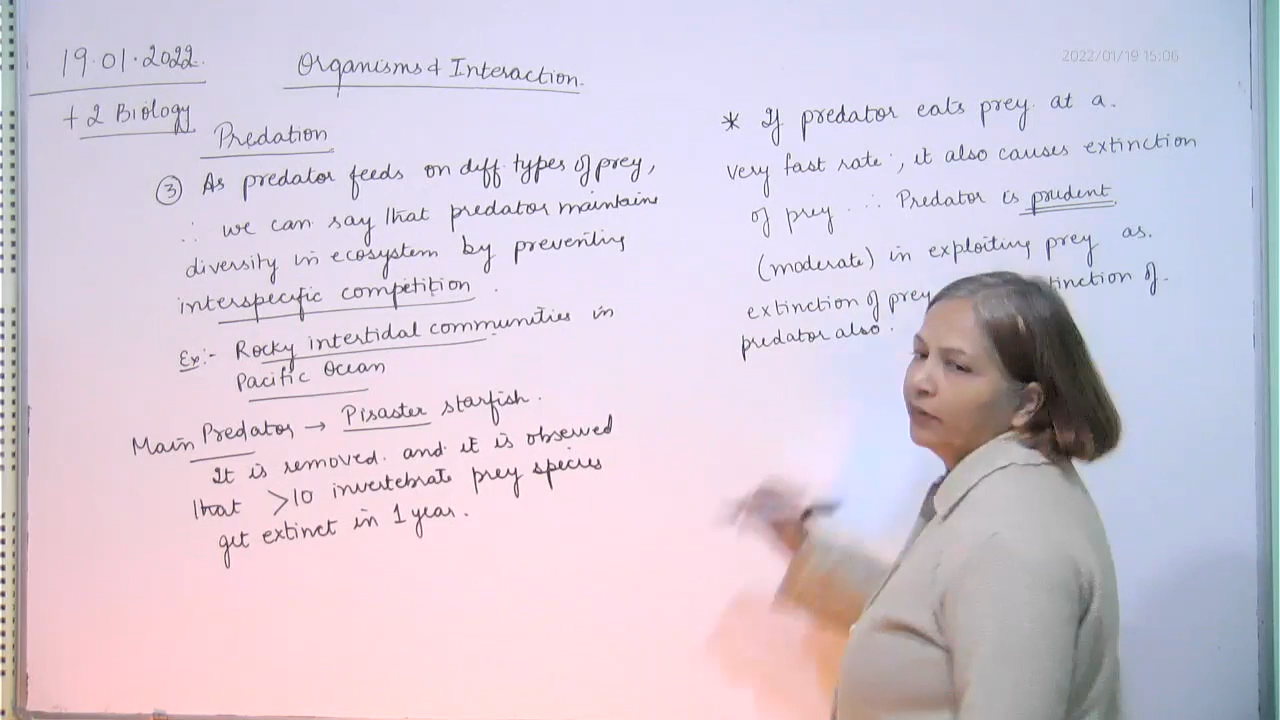 19.01.2022.
Organisms & Interaction.
2022/01/19 15:06
+2 Biology
Predation
③ As predator feeds on diff. types of prey,
∴ we can say that predator maintains
diversity in ecosystem by preventing
interspecific competition.
Ex:- Rocky intertidal communities in
Pacific Ocean
Main Predator → Pisaster starfish.
It is removed. and it is observed
that >10 invertebrate prey species
get extinct in 1 year.
* If predator eats prey at a.
very fast rate, it also causes extinction
of prey ∴ Predator is prudent
(moderate) in exploiting prey as.
extinction of prey
predator also.